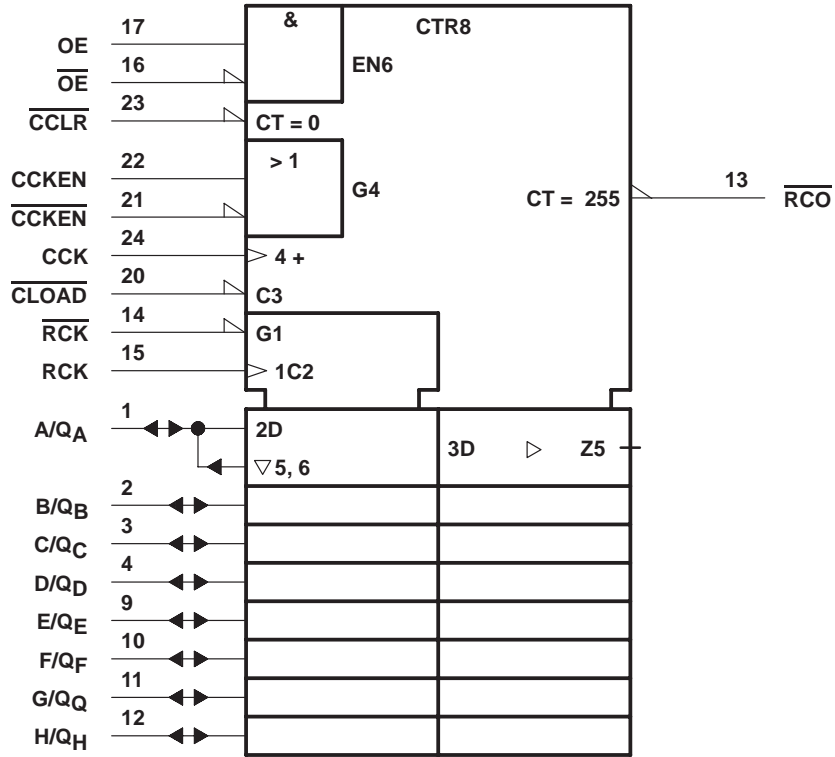 17 & CTR8
OE
16 EN6
OE
23
CCLR CT = 0
22 > 1
CCKEN G4 13
21 CT = 255 RCO
CCKEN
24
CCK 4 +
20
CLOAD C3
14
RCK G1
15
RCK 1C2
1
A/QA 2D
3D Z5
5, 6
2
B/QB
3
C/QC
4
D/QD
9
E/QE
10
F/QF
11
G/QQ
12
H/QH